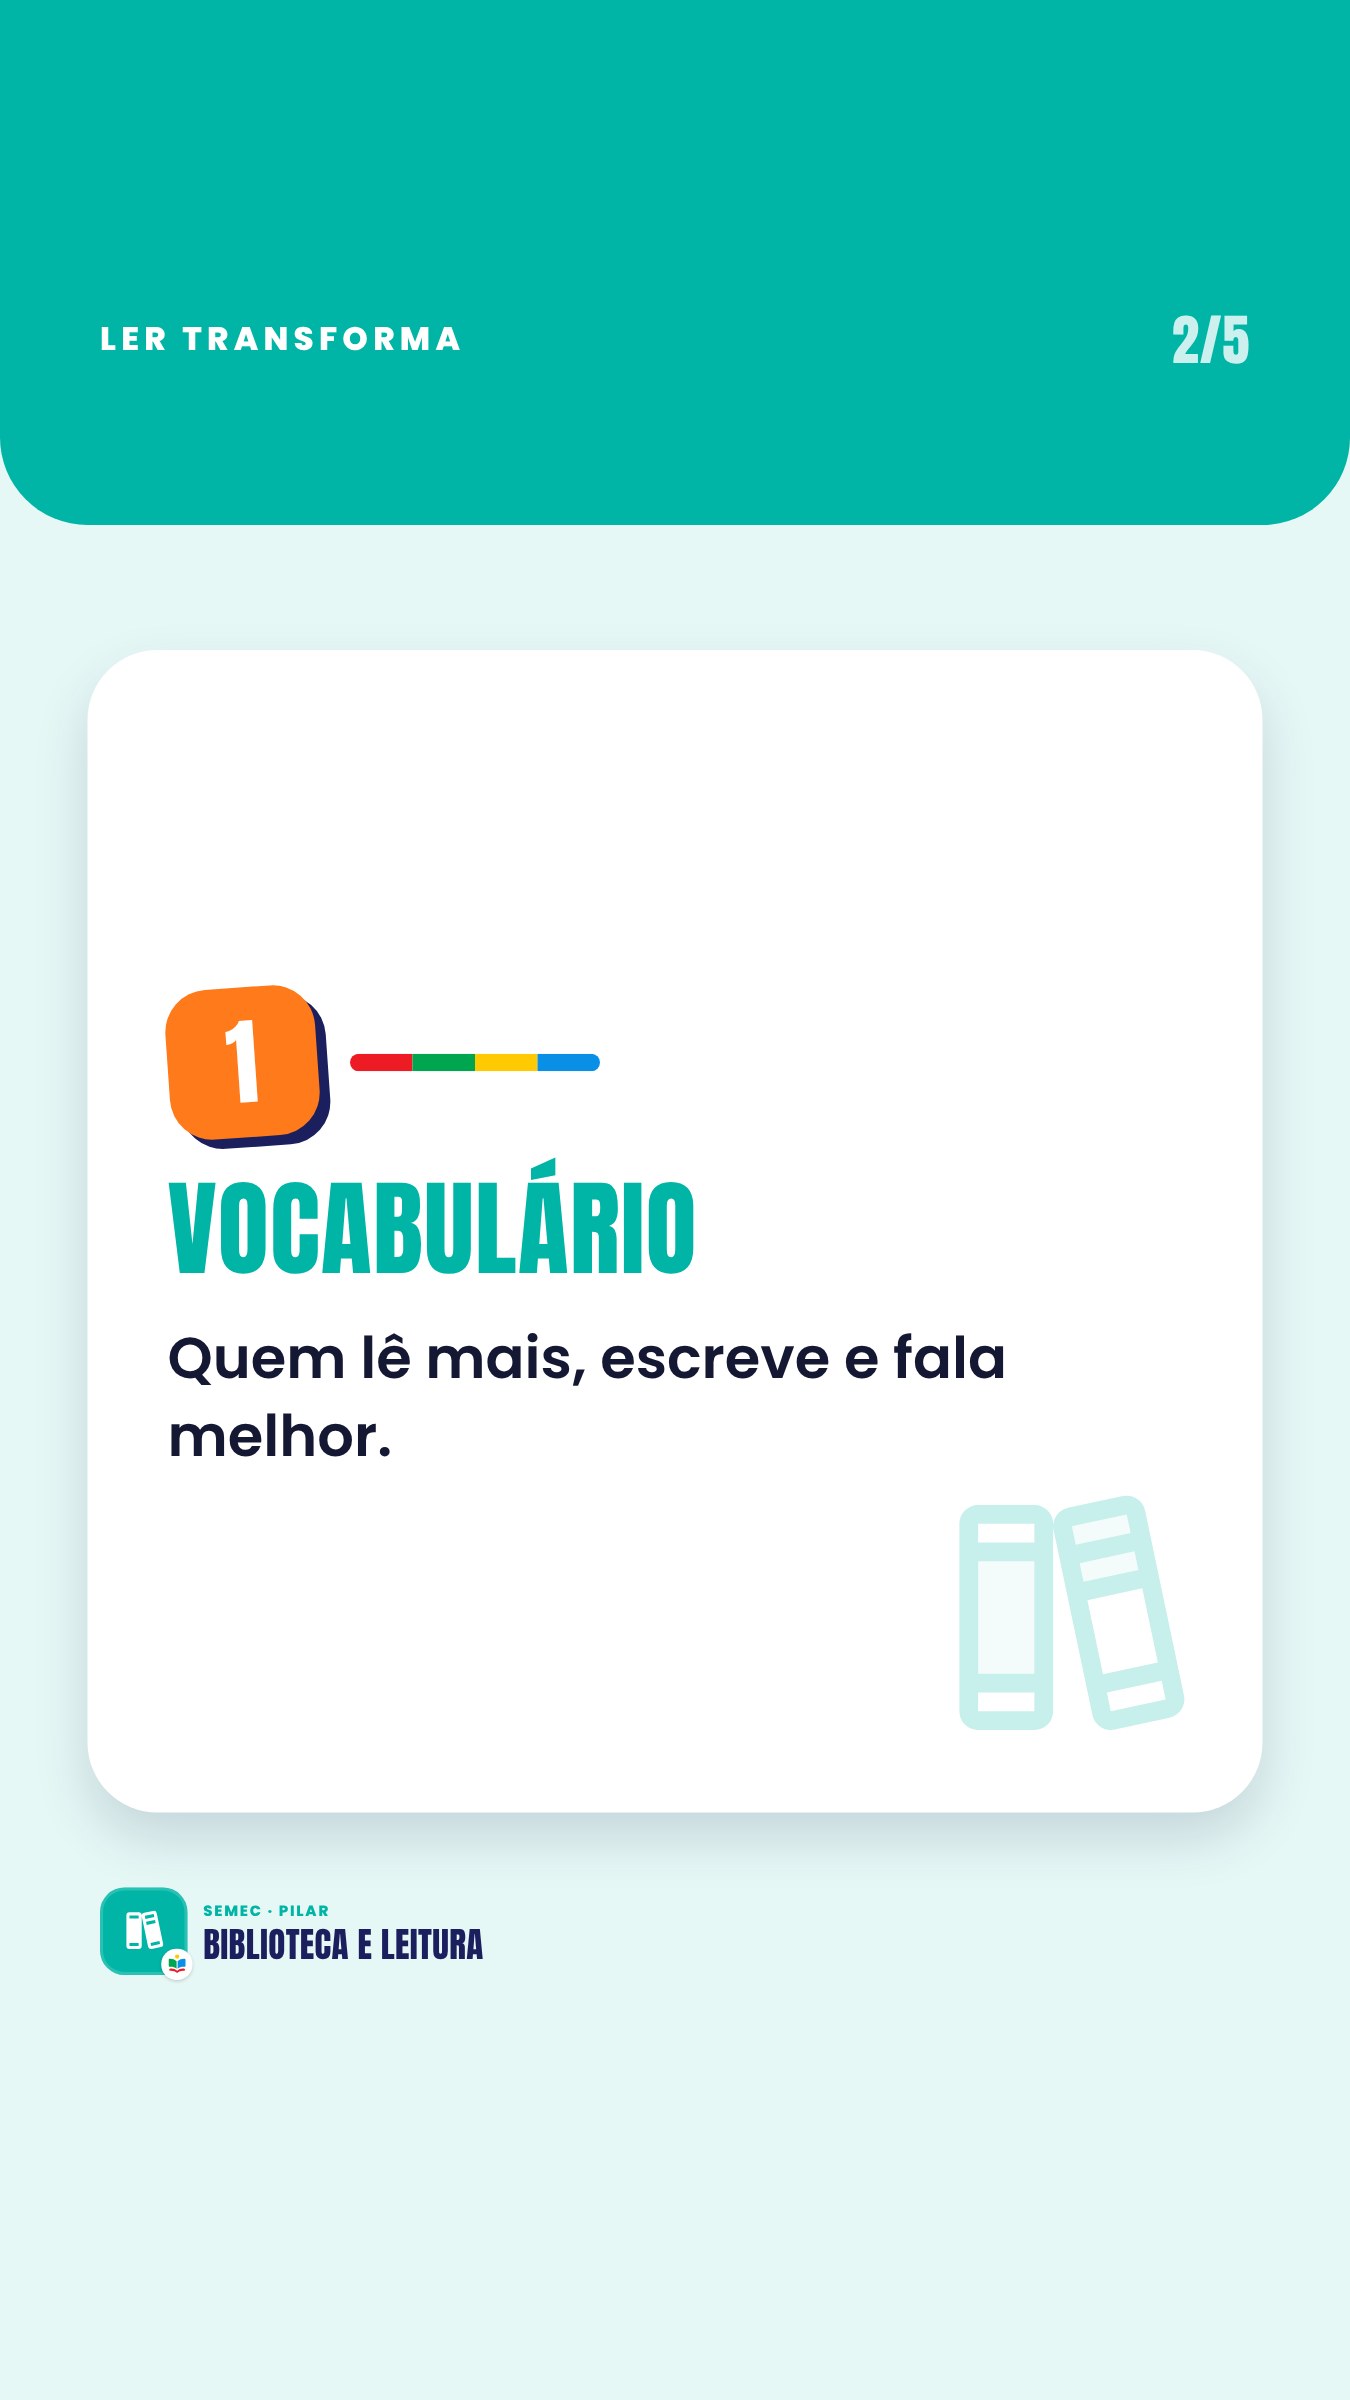 LER TRANSFORMA
2/5
1
VOCABULÁRIO
Quem lê mais, escreve e fala
melhor.
SEMEC · PILAR
BIBLIOTECA E LEITURA